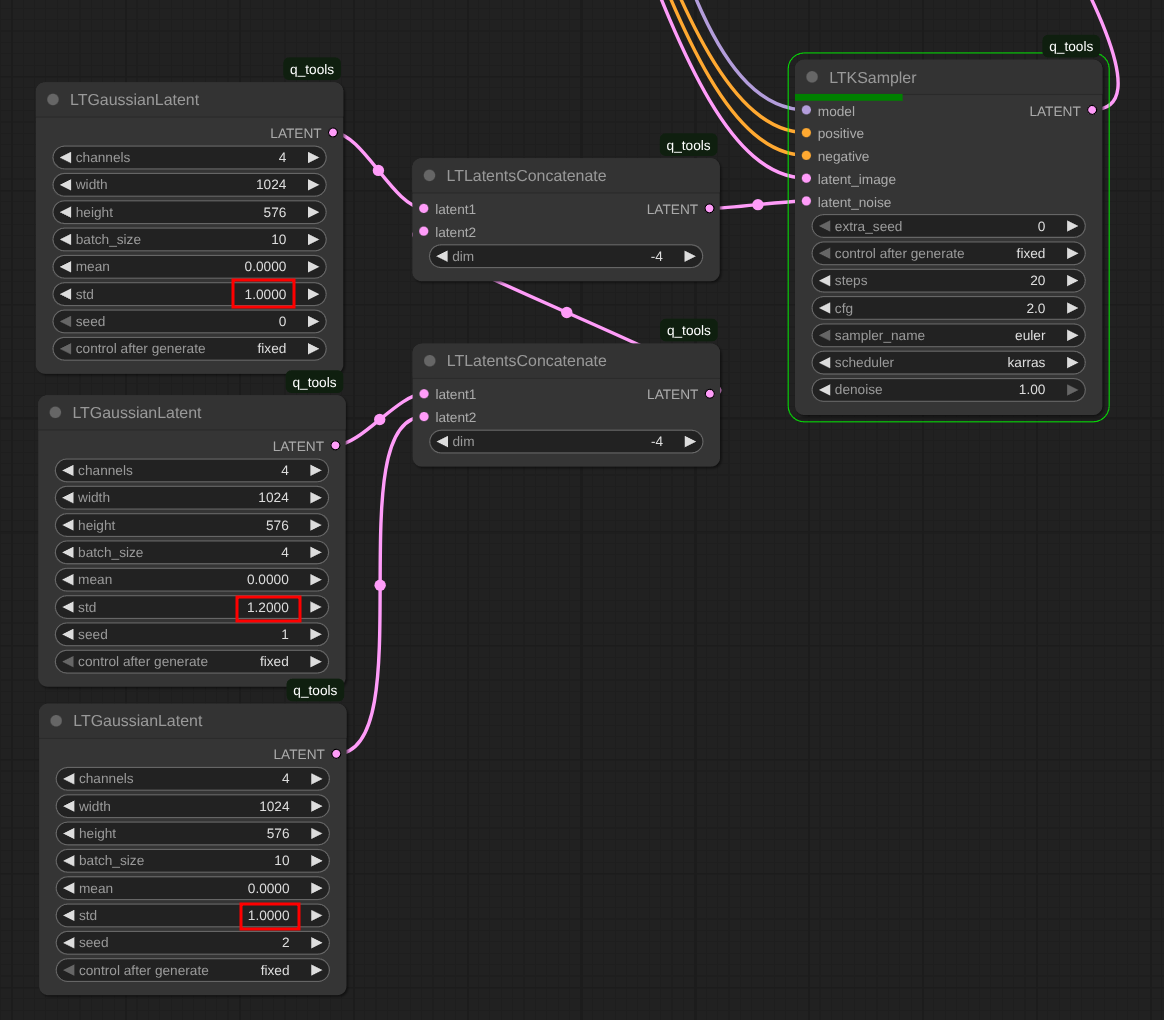 q_tools
LTGaussianLatent
LATENT
channels 4
width 1024
height 576
batch_size 10
mean 0.0000
std 1.0000
seed 0
control after generate fixed
q_tools
LTGaussianLatent
LATENT
channels 4
width 1024
height 576
batch_size 4
mean 0.0000
std 1.2000
seed 1
control after generate fixed
q_tools
LTGaussianLatent
LATENT
channels 4
width 1024
height 576
batch_size 10
mean 0.0000
std 1.0000
seed 2
control after generate fixed
q_tools
LTLatentsConcatenate
latent1 LATENT
latent2
dim -4
q_tools
LTLatentsConcatenate
latent1 LATENT
latent2
dim -4
q_tools
LTKSampler
model LATENT
positive
negative
latent_image
latent_noise
extra_seed 0
control after generate fixed
steps 20
cfg 2.0
sampler_name euler
scheduler karras
denoise 1.00